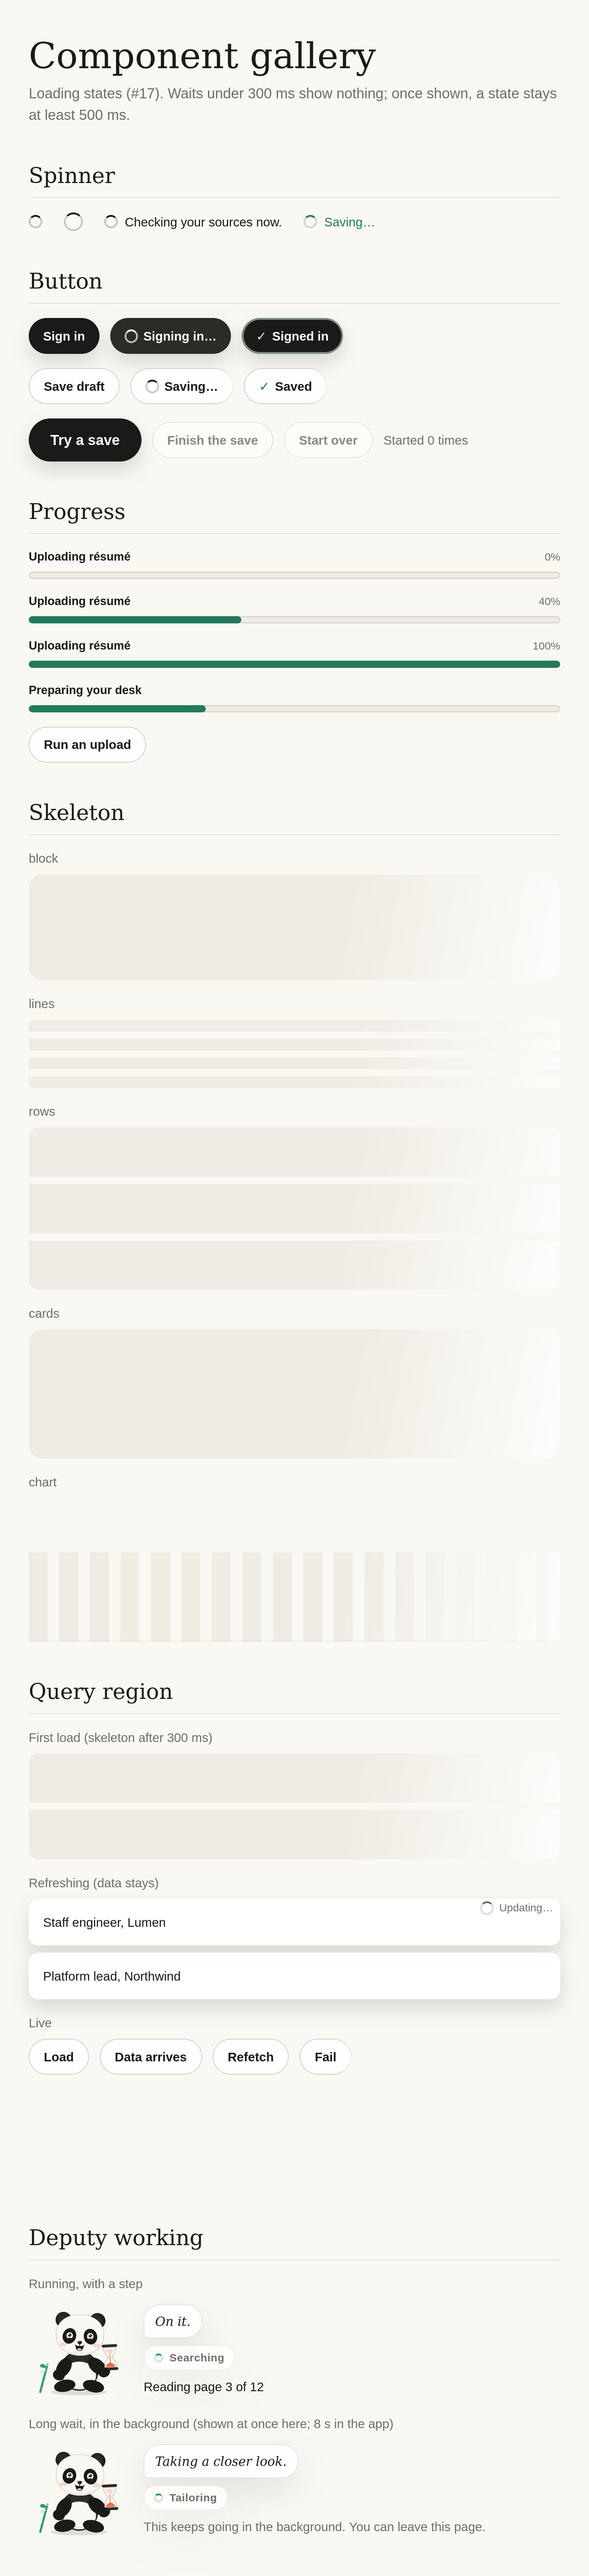 Component gallery
Loading states (#17). Waits under 300 ms show nothing; once shown, a state stays
at least 500 ms.
Spinner
Checking your sources now.
Saving…
Button
Sign in
Signing in…
✓ Signed in
Save draft
Saving…
✓ Saved
Try a save
Finish the save
Start over
Started 0 times
Progress
Uploading résumé
0%
Uploading résumé
40%
Uploading résumé
100%
Preparing your desk
Run an upload
Skeleton
block
lines
rows
cards
chart
Query region
First load (skeleton after 300 ms)
Refreshing (data stays)
Updating…
Staff engineer, Lumen
Platform lead, Northwind
Live
Load
Data arrives
Refetch
Fail
Deputy working
Running, with a step
On it.
Searching
Reading page 3 of 12
Long wait, in the background (shown at once here; 8 s in the app)
Taking a closer look.
Tailoring
This keeps going in the background. You can leave this page.